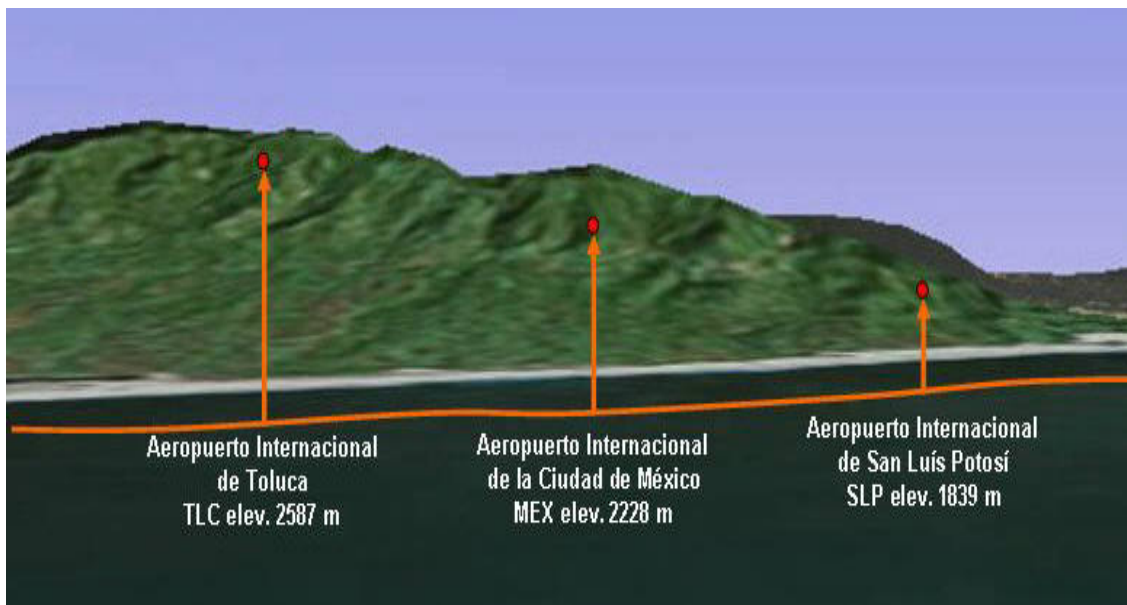 Aeropuerto Internacional
de Toluca
TLC elev. 2587 m
Aeropuerto Internacional
de la Ciudad de México
MEX elev. 2228 m
Aeropuerto Internacional
de San Luís Potosí
SLP elev. 1839 m